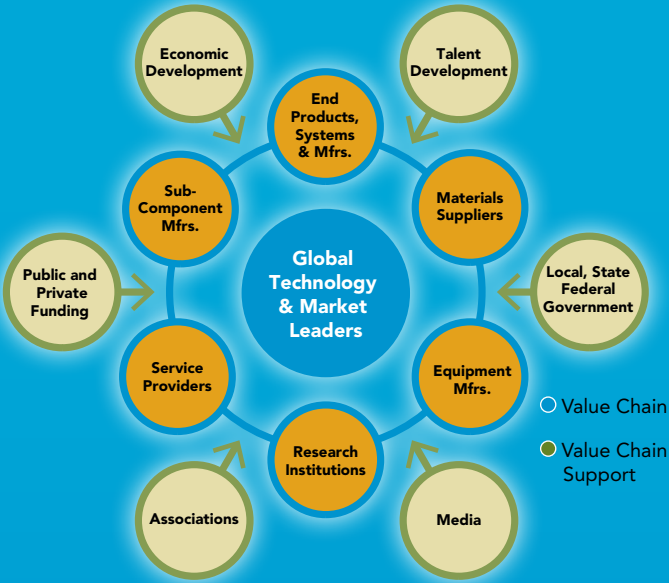 Economic
Development
Talent
Development
End
Products,
Systems
& Mfrs.
Sub-
Component
Mfrs.
Materials
Suppliers
Public and
Private
Funding
Global
Technology
& Market
Leaders
Local, State
Federal
Government
Service
Providers
Equipment
Mfrs.
Value Chain
Value Chain
Support
Research
Institutions
Associations
Media